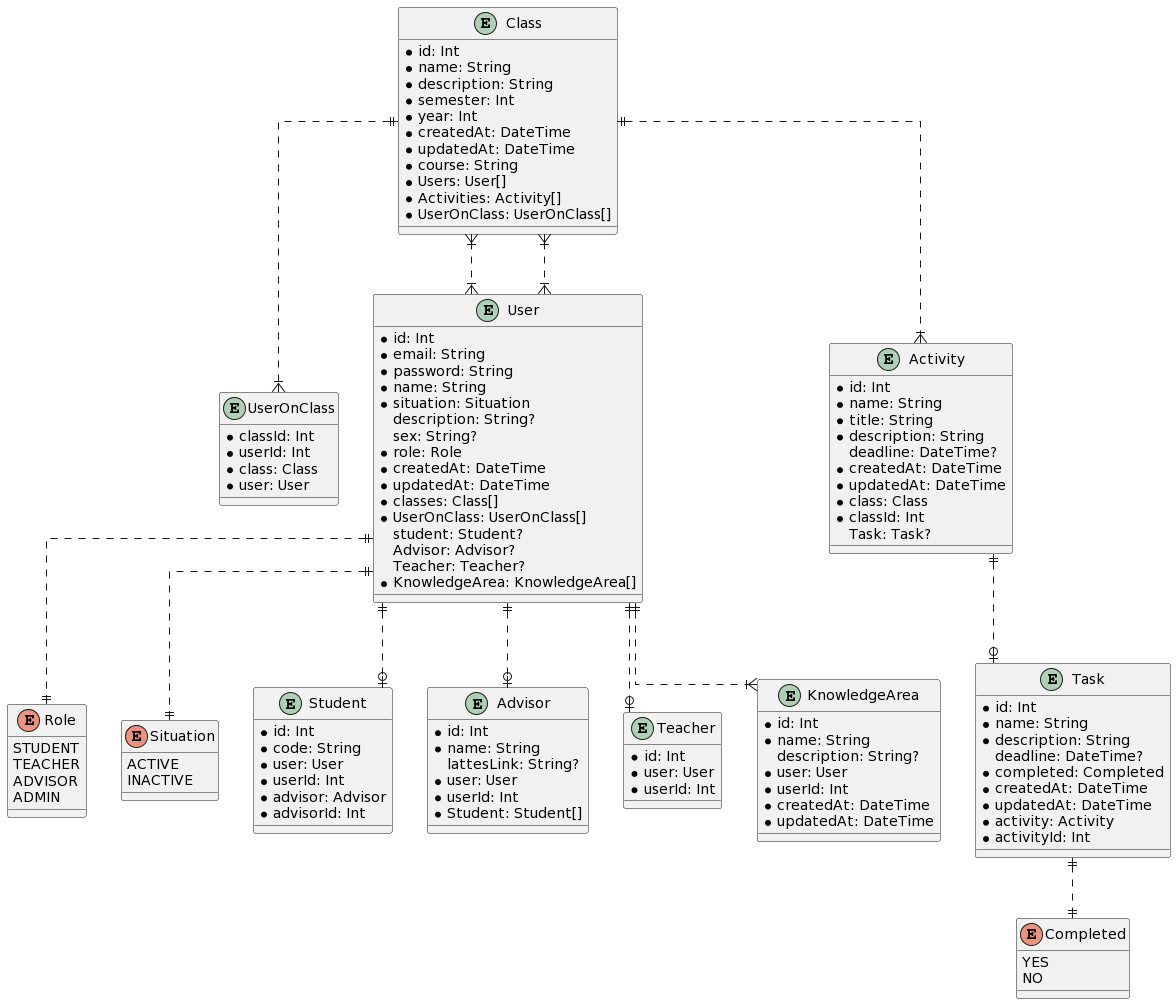 E Class
id: Int
name: String
description: String
semester: Int
year: Int
createdAt: DateTime
updatedAt: DateTime
course: String
Users: User[]
Activities: Activity[]
UserOnClass: UserOnClass[]
E User
id: Int
email: String
password: String
name: String
situation: Situation
description: String?
sex: String?
role: Role
createdAt: DateTime
updatedAt: DateTime
classes: Class[]
UserOnClass: UserOnClass[]
student: Student?
Advisor: Advisor?
Teacher: Teacher?
KnowledgeArea: KnowledgeArea[]
E Activity
id: Int
name: String
title: String
description: String
deadline: DateTime?
createdAt: DateTime
updatedAt: DateTime
class: Class
classId: Int
Task: Task?
E UserOnClass
classId: Int
userId: Int
class: Class
user: User
E Role
STUDENT
TEACHER
ADVISOR
ADMIN
E Situation
ACTIVE
INACTIVE
E Student
id: Int
code: String
user: User
userId: Int
advisor: Advisor
advisorId: Int
E Advisor
id: Int
name: String
lattesLink: String?
user: User
userId: Int
Student: Student[]
E Teacher
id: Int
user: User
userId: Int
E KnowledgeArea
id: Int
name: String
description: String?
user: User
userId: Int
createdAt: DateTime
updatedAt: DateTime
E Task
id: Int
name: String
description: String
deadline: DateTime?
completed: Completed
createdAt: DateTime
updatedAt: DateTime
activity: Activity
activityId: Int
E Completed
YES
NO